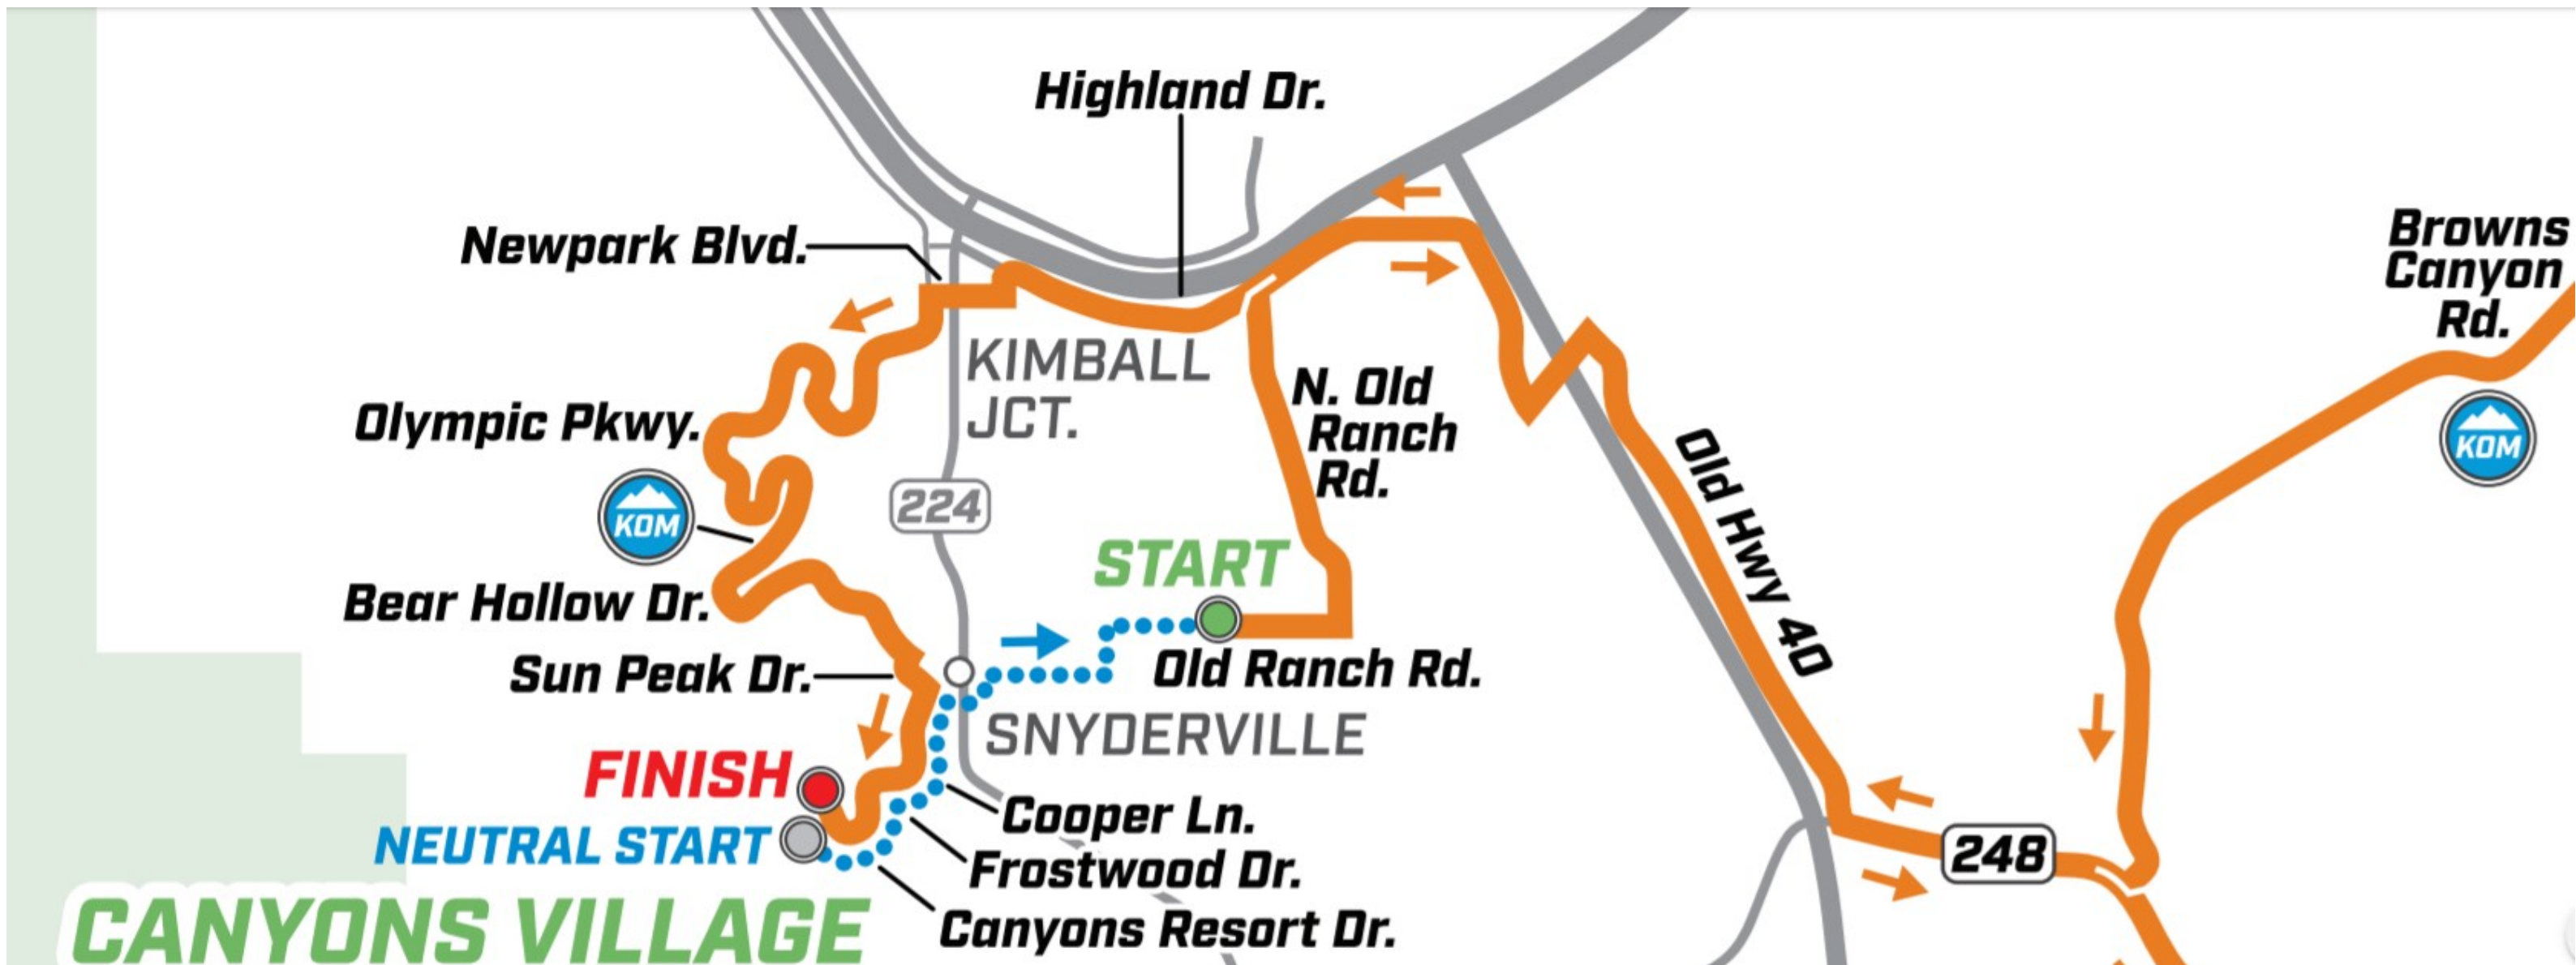 Highland Dr.
Newpark Blvd.
Browns
Canyon
Rd.
KIMBALL
JCT.
N. Old
Ranch
Rd.
Olympic Pkwy.
KOM
Old Hwy 40
224
KOM
START
Bear Hollow Dr.
Old Ranch Rd.
Sun Peak Dr.
SNYDERVILLE
FINISH
Cooper Ln.
NEUTRAL START
Frostwood Dr.
248
CANYONS VILLAGE
Canyons Resort Dr.